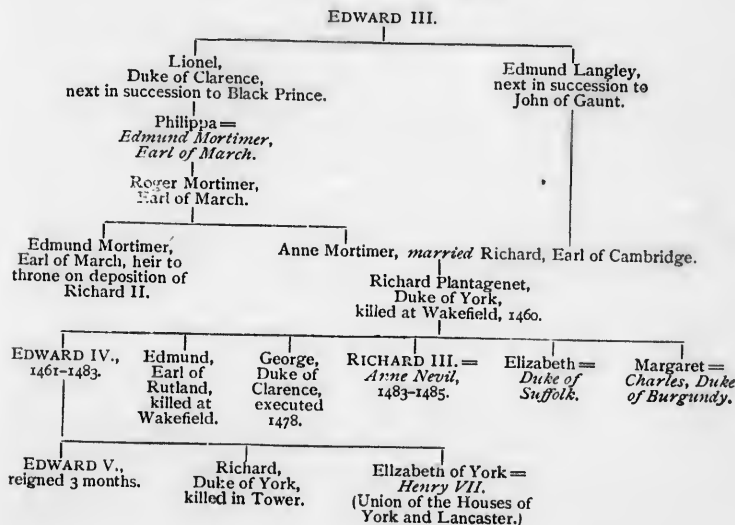 EDWARD III.
Lionel,
Duke of Clarence,
next in succession to Black Prince.
Edmund Langley,
next in succession to
John of Gaunt.
Philippa=
Edmund Mortimer,
Earl of March.
Roger Mortimer,
Earl of March.
Edmund Mortimer,
Earl of March, heir to
throne on deposition of
Richard II.
Anne Mortimer, married Richard, Earl of Cambridge.
Richard Plantagenet,
Duke of York,
killed at Wakefield, 1460.
EDWARD IV.,
1461-1483.
Edmund,
Earl of
Rutland,
killed at
Wakefield.
George,
Duke of
Clarence,
executed
1478.
RICHARD III.=
Anne Nevil,
1483-1485.
Elizabeth=
Duke of
Suffolk.
Margaret=
Charles, Duke
of Burgundy.
EDWARD V.,
reigned 3 months.
Richard,
Duke of York,
killed in Tower.
Elizabeth of York=
Henry VII.
(Union of the Houses of
York and Lancaster.)